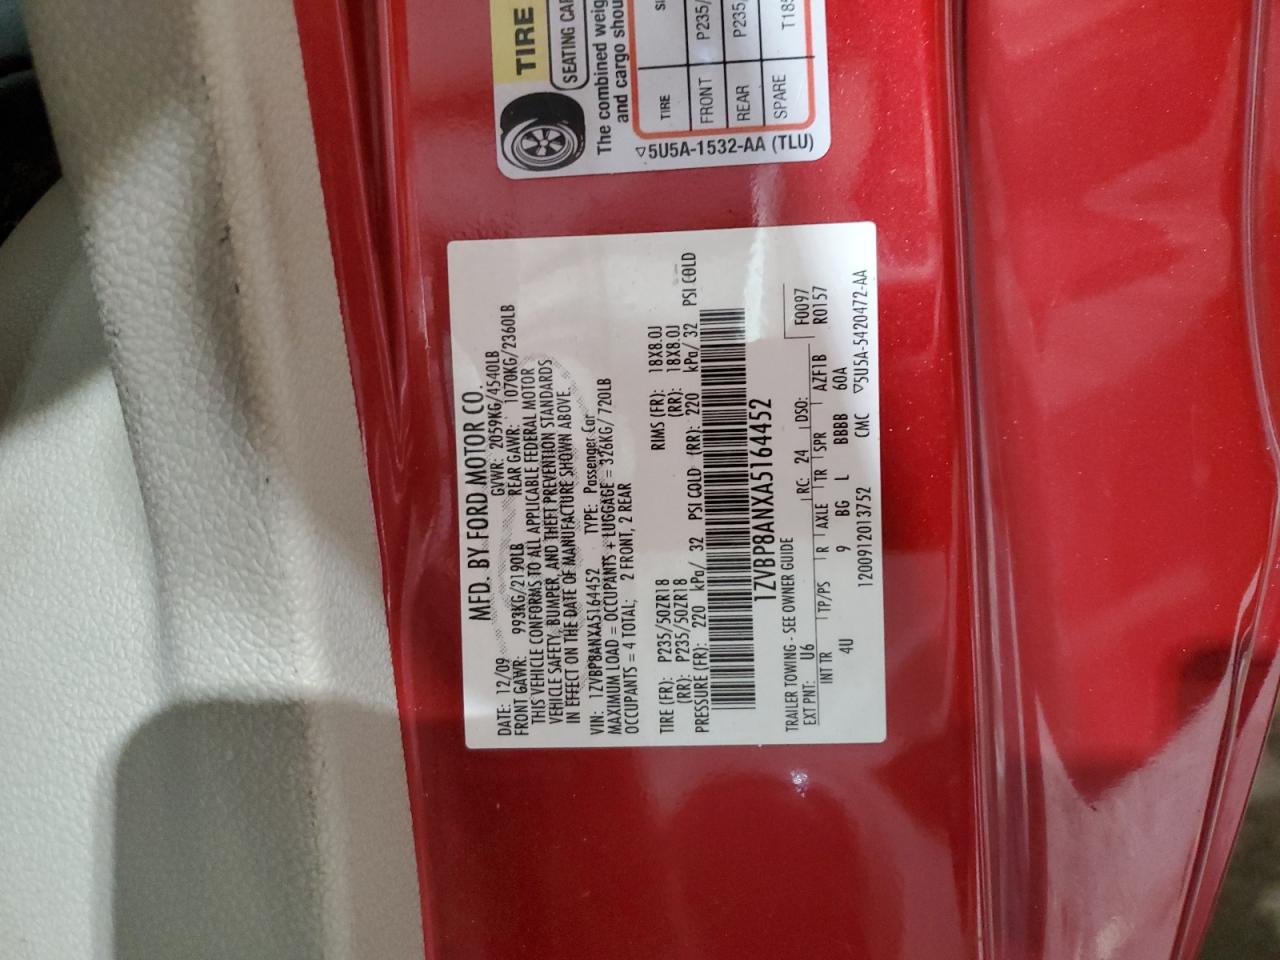 MFD. BY FORD MOTOR CO.
DATE: 12/09 GVWR: 2059KG/4540LB
FRONT GAWR: 993KG/2190LB REAR GAWR: 1070KG/2360LB
THIS VEHICLE CONFORMS TO ALL APPLICABLE FEDERAL MOTOR
VEHICLE SAFETY, BUMPER, AND THEFT PREVENTION STANDARDS
IN EFFECT ON THE DATE OF MANUFACTURE SHOWN ABOVE.
VIN: 1ZVBP8ANXA5164452 TYPE: Passenger Car
MAXIMUM LOAD = OCCUPANTS + LUGGAGE = 326KG/720LB
OCCUPANTS = 4 TOTAL; 2 FRONT, 2 REAR
TIRE (FR): P235/50ZR18 RIMS (FR): 18X8.0J
(RR): P235/50ZR18 (RR): 18X8.0J
PRESSURE (FR): 220 kPa/ 32 PSI COLD (RR): 220 kPa/ 32 PSI COLD
1ZVBP8ANXA5164452
TRAILER TOWING - SEE OWNER GUIDE
EXT PNT: U6 RC: 24 DSO: F0097
R0157
INT TR TP/PS R AXLE TR SPR AZF1B
4U 9 BG L BBBB 60A
1200912013752 CMC ▽5U5A-5420472-AA
TIRE
SEATING CAP
The combined weig
and cargo shou
TIRE SI
FRONT P235/
REAR P235/
SPARE T185
▽5U5A-1532-AA (TLU)